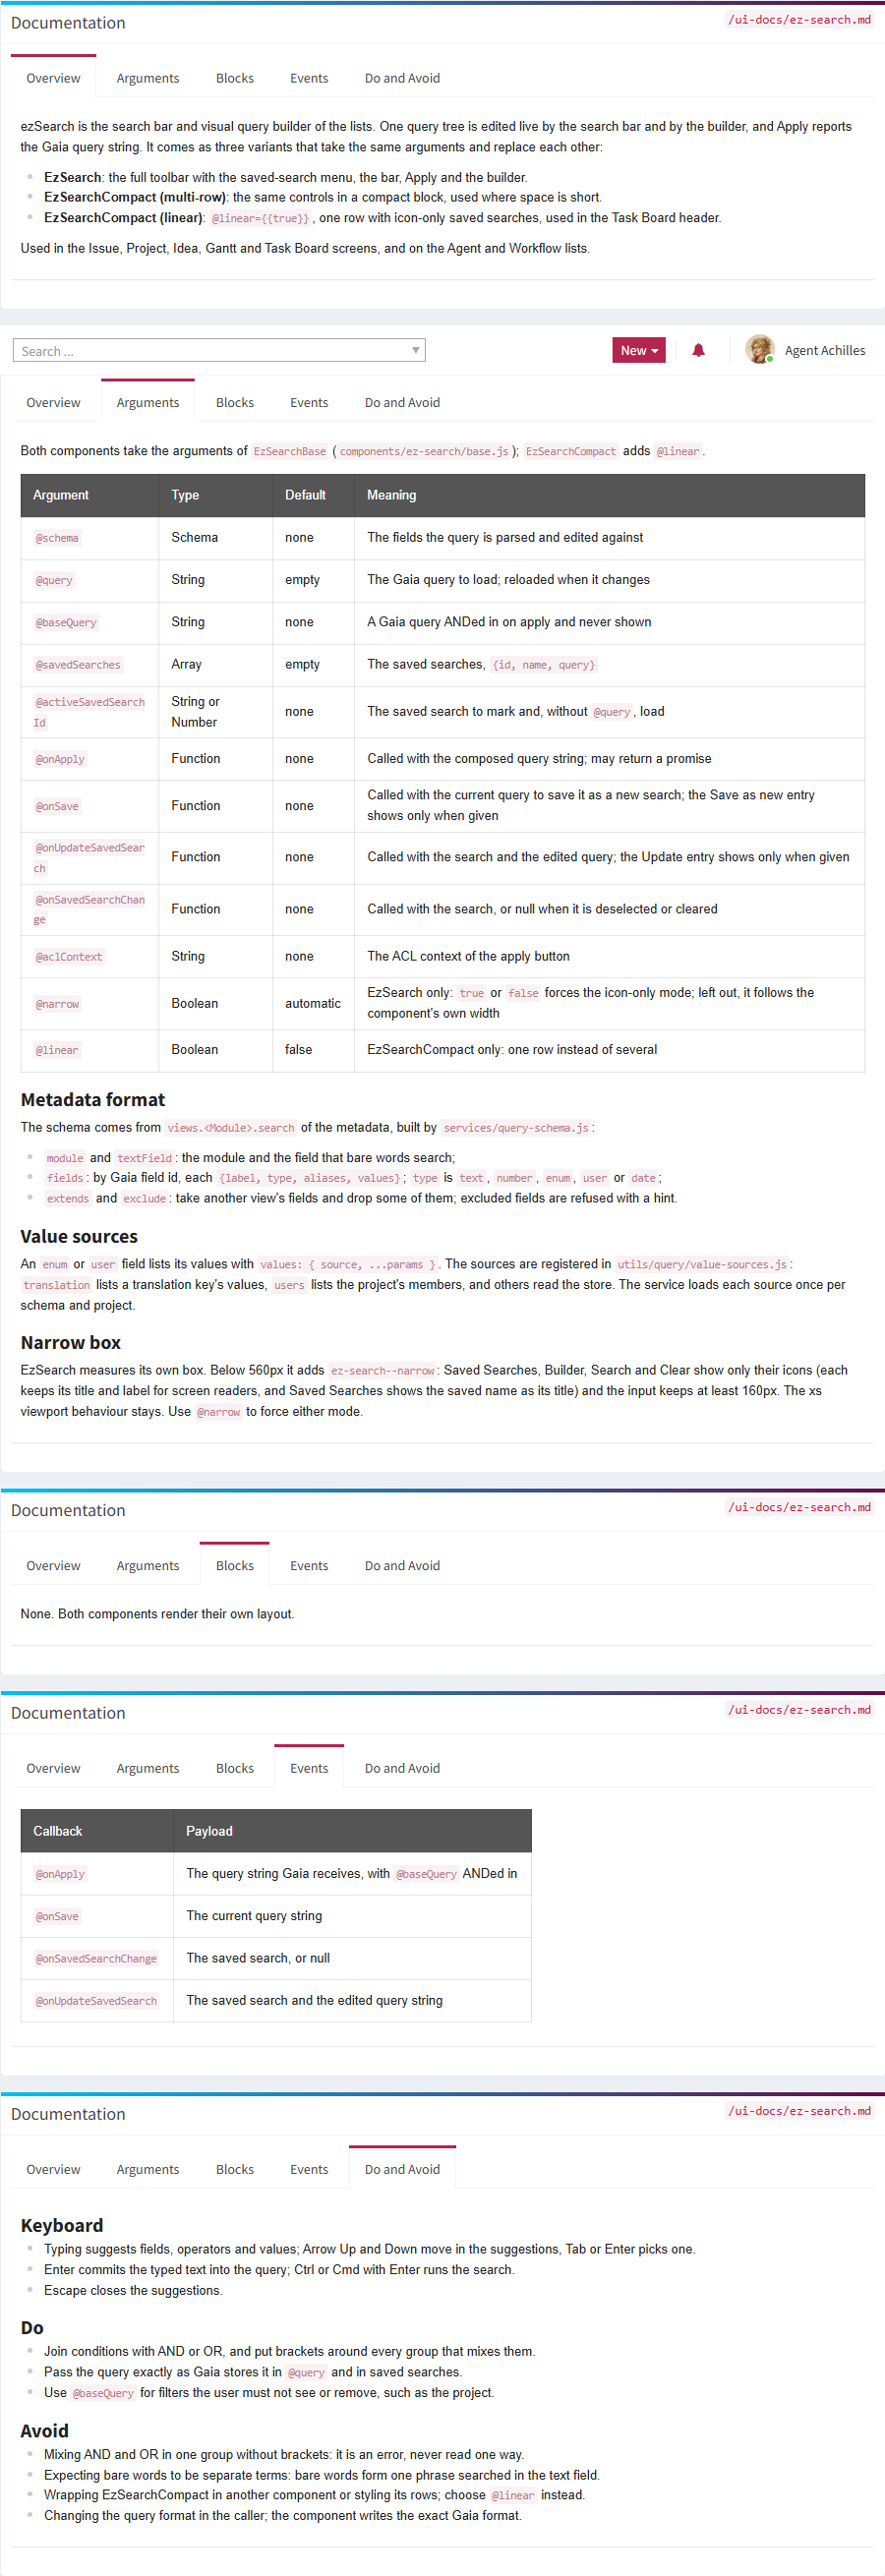 Documentation
/ui-docs/ez-search.md
Overview Arguments Blocks Events Do and Avoid
ezSearch is the search bar and visual query builder of the lists. One query tree is edited live by the search bar and by the builder, and Apply reports
the Gaia query string. It comes as three variants that take the same arguments and replace each other:
EzSearch: the full toolbar with the saved-search menu, the bar, Apply and the builder.
EzSearchCompact (multi-row): the same controls in a compact block, used where space is short.
EzSearchCompact (linear): @linear={{true}}, one row with icon-only saved searches, used in the Task Board header.
Used in the Issue, Project, Idea, Gantt and Task Board screens, and on the Agent and Workflow lists.
Search ...
New
Agent Achilles
Overview Arguments Blocks Events Do and Avoid
Both components take the arguments of EzSearchBase (components/ez-search/base.js); EzSearchCompact adds @linear.
Argument Type Default Meaning
@schema Schema none The fields the query is parsed and edited against
@query String empty The Gaia query to load; reloaded when it changes
@baseQuery String none A Gaia query ANDed in on apply and never shown
@savedSearches Array empty The saved searches, {id, name, query}
@activeSavedSearch
Id
String or
Number
none The saved search to mark and, without @query, load
@onApply Function none Called with the composed query string; may return a promise
@onSave Function none Called with the current query to save it as a new search; the Save as new entry
shows only when given
@onUpdateSavedSear
ch
Function none Called with the search and the edited query; the Update entry shows only when given
@onSavedSearchChan
ge
Function none Called with the search, or null when it is deselected or cleared
@aclContext String none The ACL context of the apply button
@narrow Boolean automatic EzSearch only: true or false forces the icon-only mode; left out, it follows the
component's own width
@linear Boolean false EzSearchCompact only: one row instead of several
Metadata format
The schema comes from views.<Module>.search of the metadata, built by services/query-schema.js:
module and textField: the module and the field that bare words search;
fields: by Gaia field id, each {label, type, aliases, values}; type is text, number, enum, user or date;
extends and exclude: take another view's fields and drop some of them; excluded fields are refused with a hint.
Value sources
An enum or user field lists its values with values: { source, ...params }. The sources are registered in utils/query/value-sources.js:
translation lists a translation key's values, users lists the project's members, and others read the store. The service loads each source once per
schema and project.
Narrow box
EzSearch measures its own box. Below 560px it adds ez-search--narrow: Saved Searches, Builder, Search and Clear show only their icons (each
keeps its title and label for screen readers, and Saved Searches shows the saved name as its title) and the input keeps at least 160px. The xs
viewport behaviour stays. Use @narrow to force either mode.
Documentation
/ui-docs/ez-search.md
Overview Arguments Blocks Events Do and Avoid
None. Both components render their own layout.
Documentation
/ui-docs/ez-search.md
Overview Arguments Blocks Events Do and Avoid
Callback Payload
@onApply The query string Gaia receives, with @baseQuery ANDed in
@onSave The current query string
@onSavedSearchChange The saved search, or null
@onUpdateSavedSearch The saved search and the edited query string
Documentation
/ui-docs/ez-search.md
Overview Arguments Blocks Events Do and Avoid
Keyboard
Typing suggests fields, operators and values; Arrow Up and Down move in the suggestions, Tab or Enter picks one.
Enter commits the typed text into the query; Ctrl or Cmd with Enter runs the search.
Escape closes the suggestions.
Do
Join conditions with AND or OR, and put brackets around every group that mixes them.
Pass the query exactly as Gaia stores it in @query and in saved searches.
Use @baseQuery for filters the user must not see or remove, such as the project.
Avoid
Mixing AND and OR in one group without brackets: it is an error, never read one way.
Expecting bare words to be separate terms: bare words form one phrase searched in the text field.
Wrapping EzSearchCompact in another component or styling its rows; choose @linear instead.
Changing the query format in the caller; the component writes the exact Gaia format.